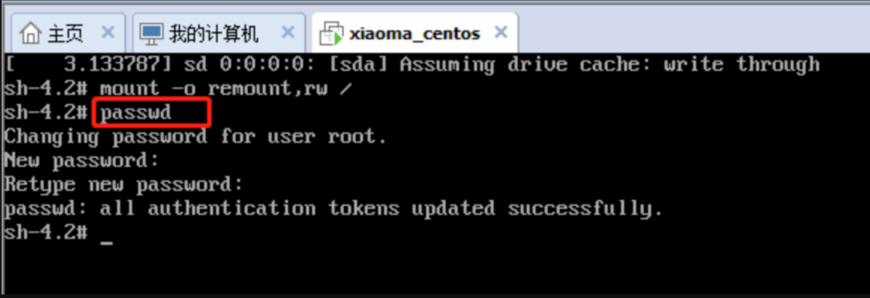 主页 × 我的计算机 × xiaoma_centos ×
[    3.133787] sd 0:0:0:0: [sda] Assuming drive cache: write through
sh-4.2# mount -o remount,rw /
sh-4.2# passwd
Changing password for user root.
New password:
Retype new password:
passwd: all authentication tokens updated successfully.
sh-4.2# _